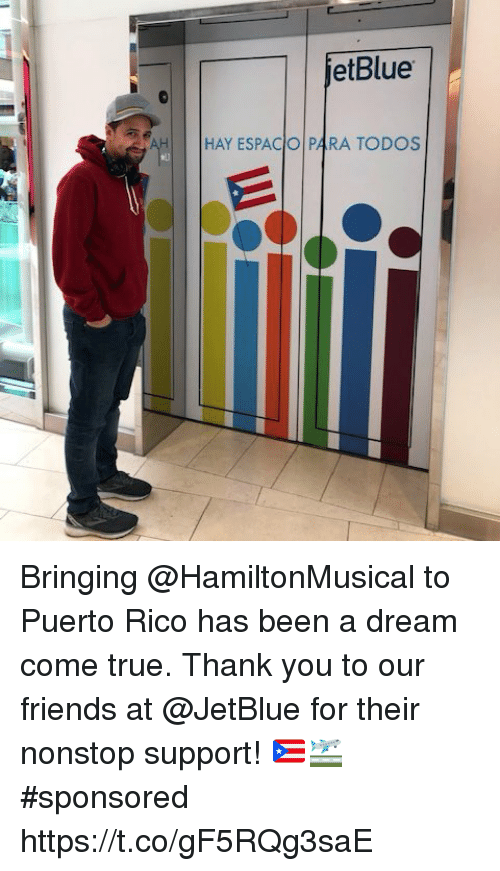 jetBlue
AH
HAY ESPACIO PARA TODOS
Bringing @HamiltonMusical to
Puerto Rico has been a dream
come true. Thank you to our
friends at @JetBlue for their
nonstop support! 🇵🇷🛫
#sponsored
https://t.co/gF5RQg3saE